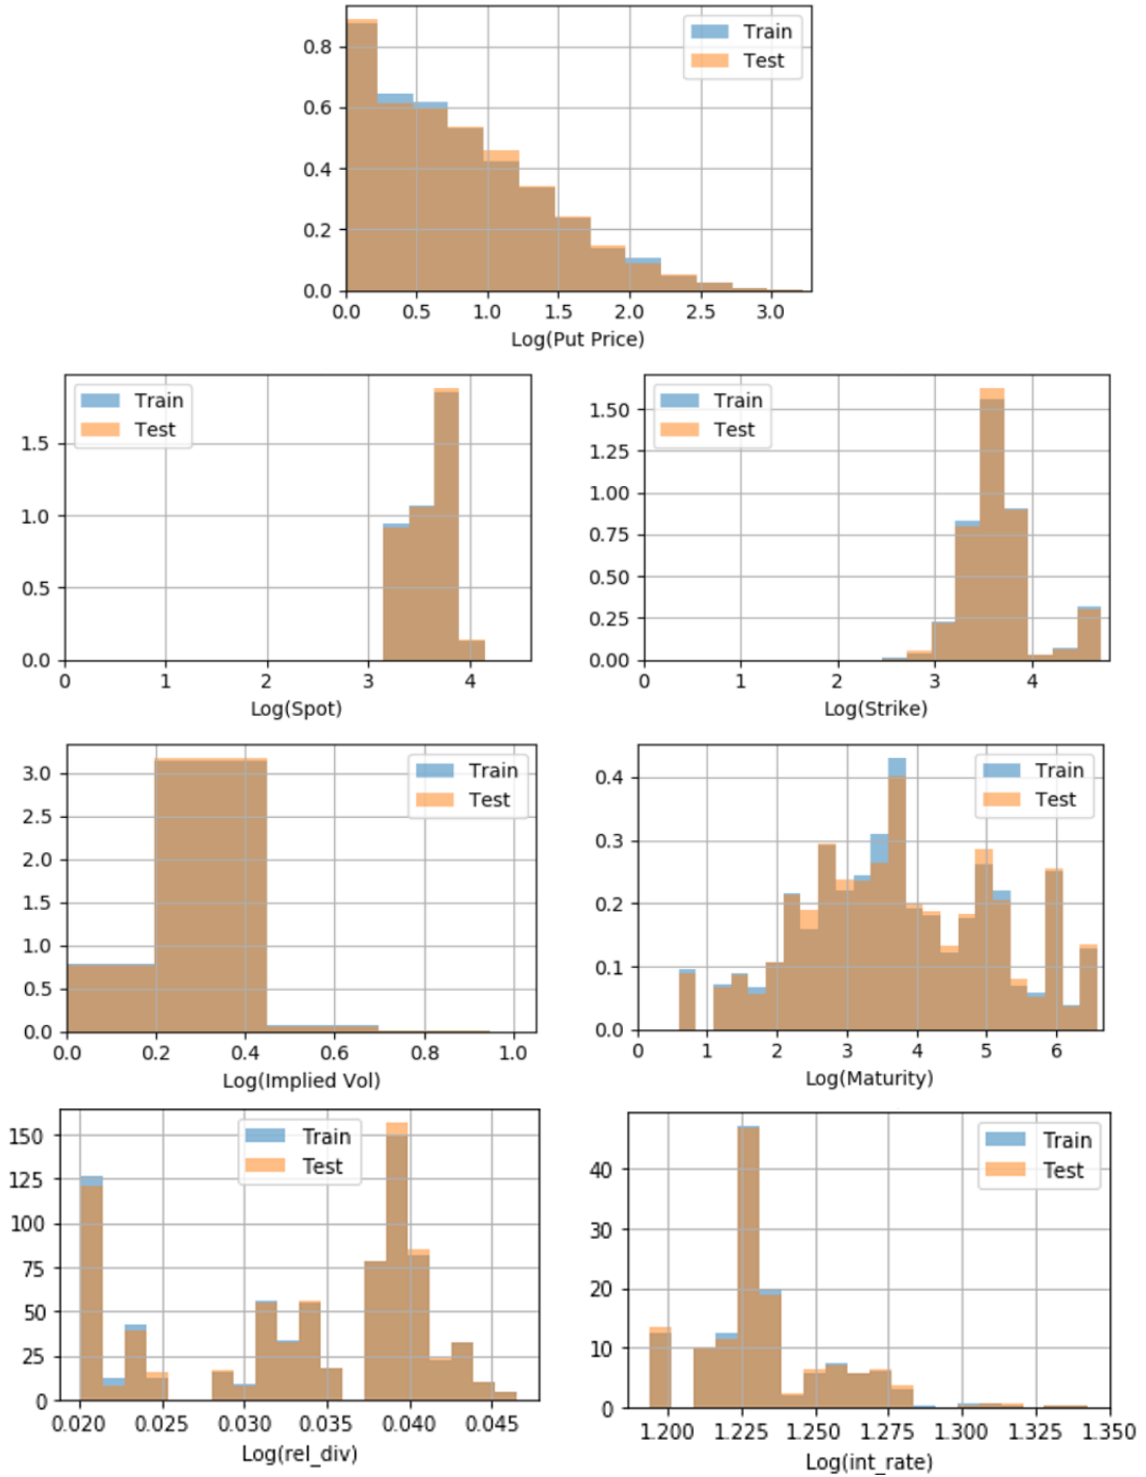 0.8
0.6
0.4
0.2
0.0
Train
Test
0.0 0.5 1.0 1.5 2.0 2.5 3.0
Log(Put Price)
1.5
1.0
0.5
0.0
Train
Test
0 1 2 3 4
Log(Spot)
1.50
1.25
1.00
0.75
0.50
0.25
0.00
Train
Test
0 1 2 3 4
Log(Strike)
3.0
2.5
2.0
1.5
1.0
0.5
0.0
Train
Test
0.0 0.2 0.4 0.6 0.8 1.0
Log(Implied Vol)
0.4
0.3
0.2
0.1
0.0
Train
Test
0 1 2 3 4 5 6
Log(Maturity)
150
125
100
75
50
25
0
Train
Test
0.020 0.025 0.030 0.035 0.040 0.045
Log(rel_div)
40
30
20
10
0
Train
Test
1.200 1.225 1.250 1.275 1.300 1.325 1.350
Log(int_rate)